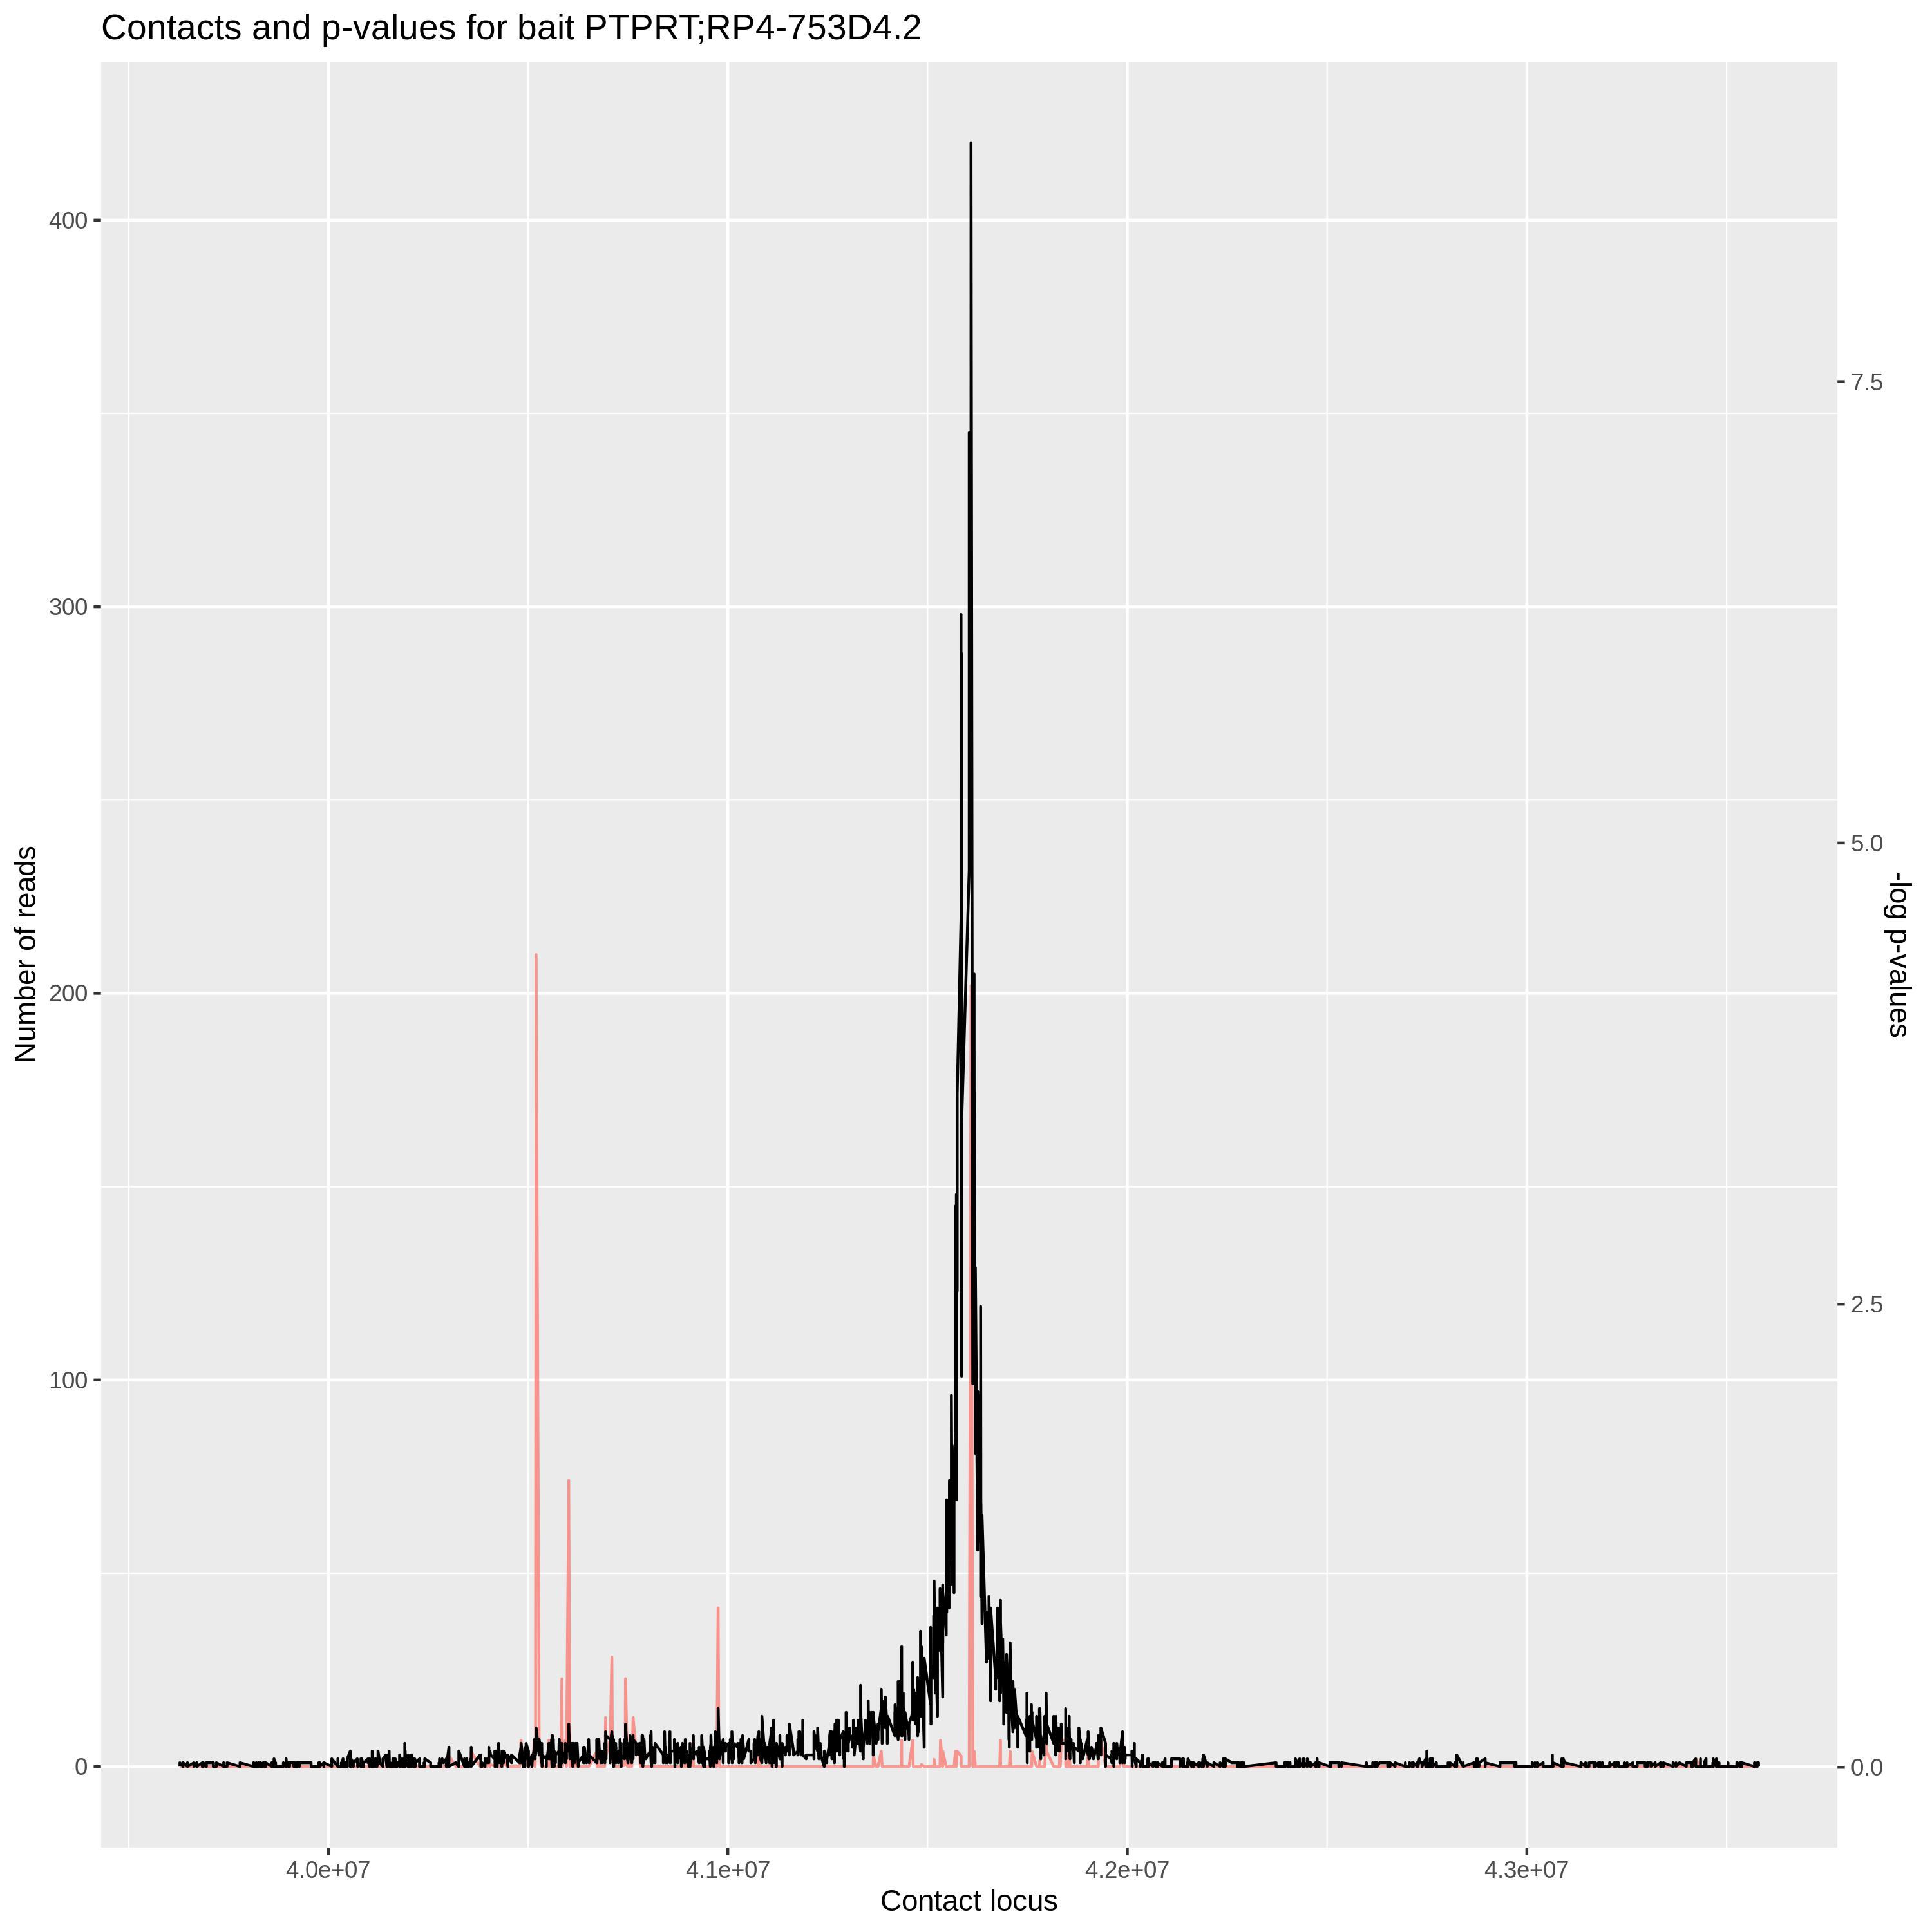 Contacts and p-values for bait PTPRT;RP4-753D4.2
400
300
200
100
0
Number of reads
7.5
5.0
2.5
0.0
-log p-values
4.0e+07
4.1e+07
4.2e+07
4.3e+07
Contact locus